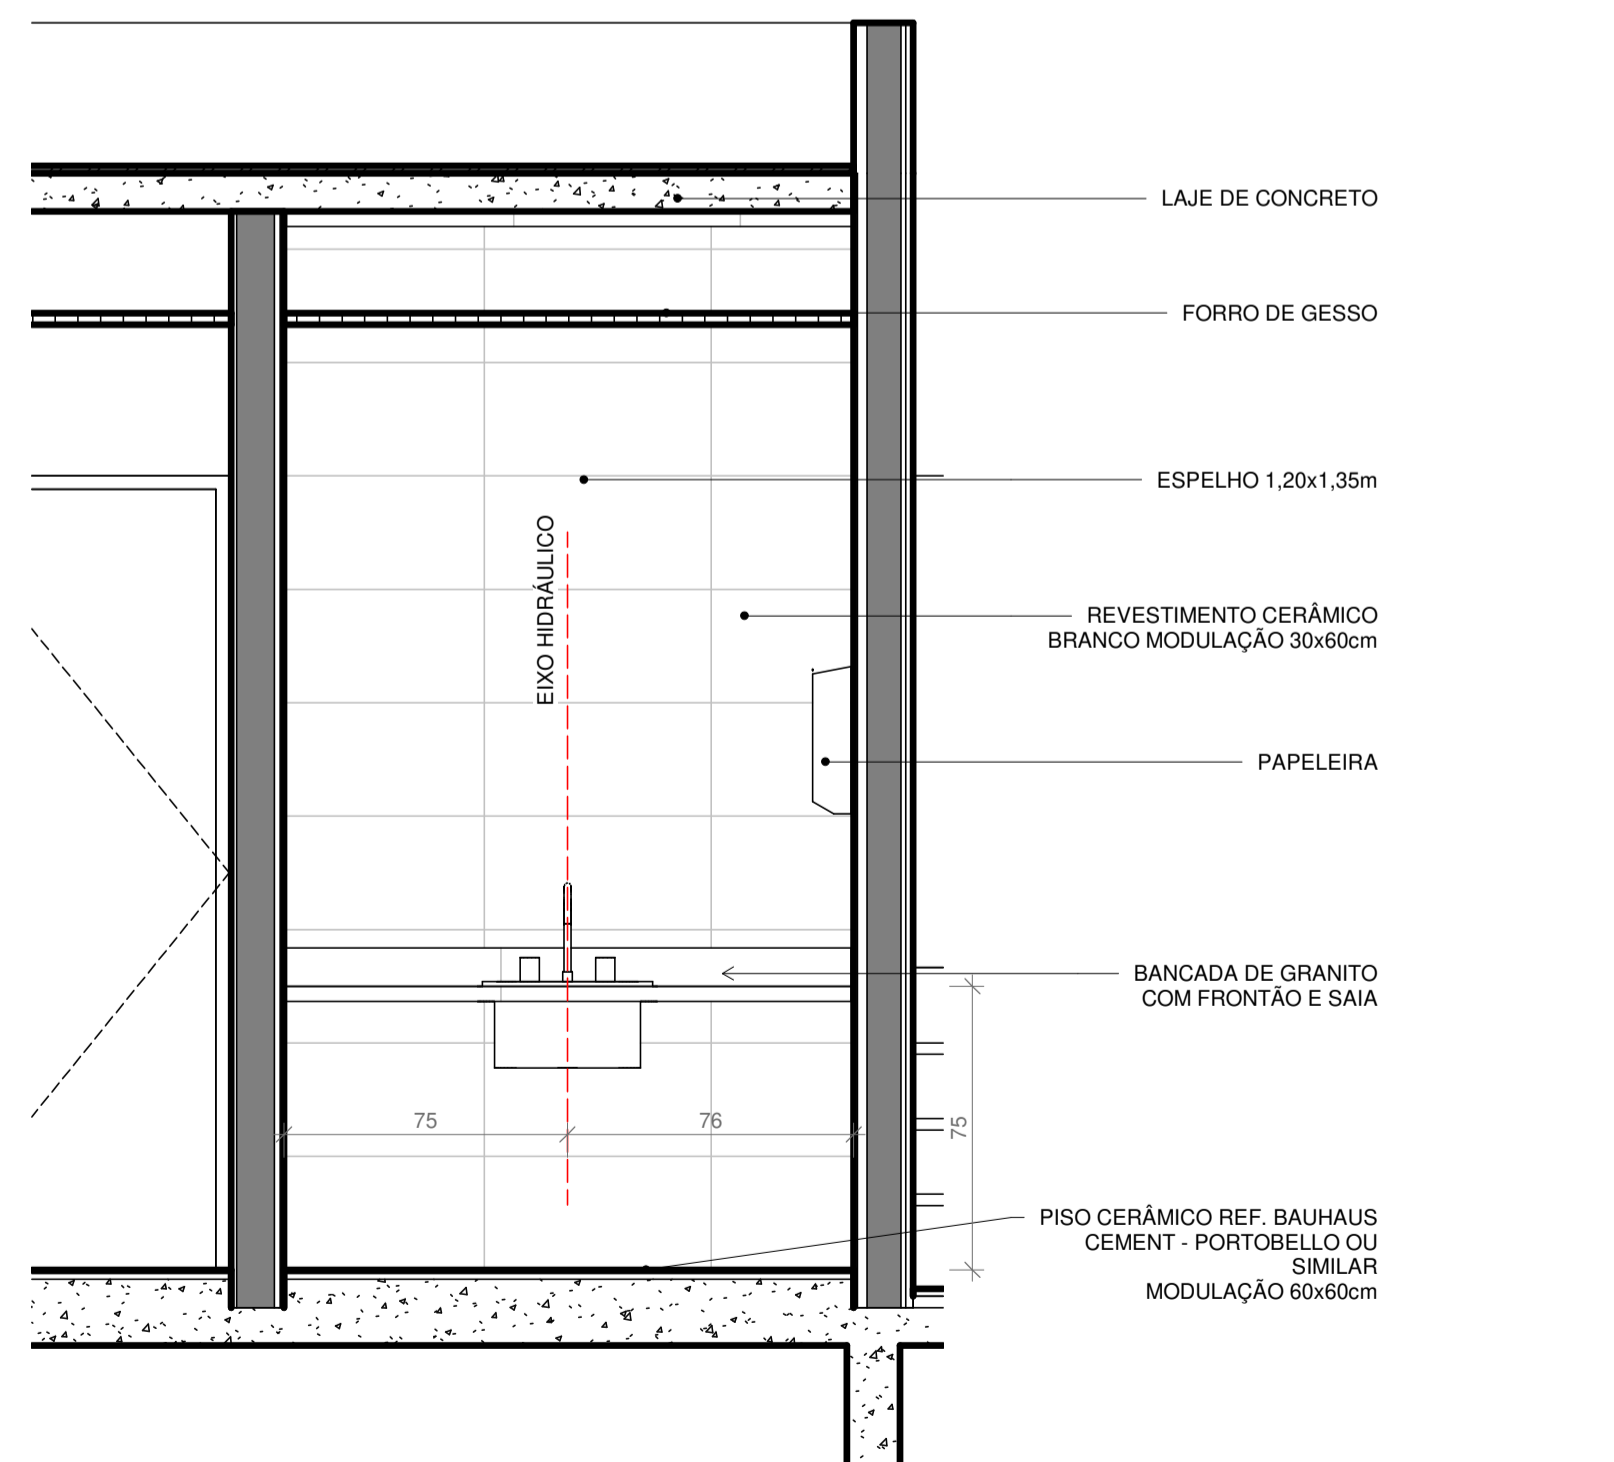 LAJE DE CONCRETO
FORRO DE GESSO
ESPELHO 1,20x1,35m
EIXO HIDRÁULICO
REVESTIMENTO CERÂMICO
BRANCO MODULAÇÃO 30x60cm
PAPELEIRA
BANCADA DE GRANITO
COM FRONTÃO E SAIA
75
76
75
PISO CERÂMICO REF. BAUHAUS
CEMENT - PORTOBELLO OU
SIMILAR
MODULAÇÃO 60x60cm